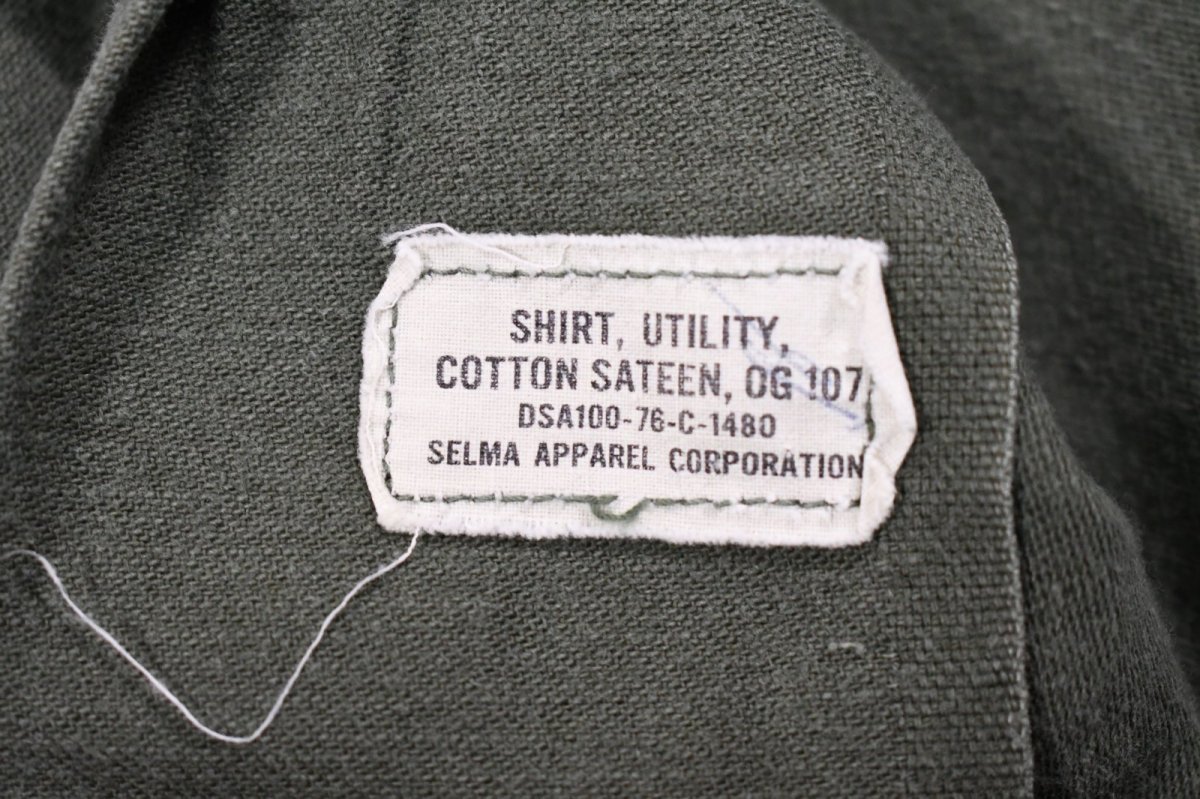 SHIRT, UTILITY,
COTTON SATEEN, OG 107
DSA100-76-C-1480
SELMA APPAREL CORPORATION